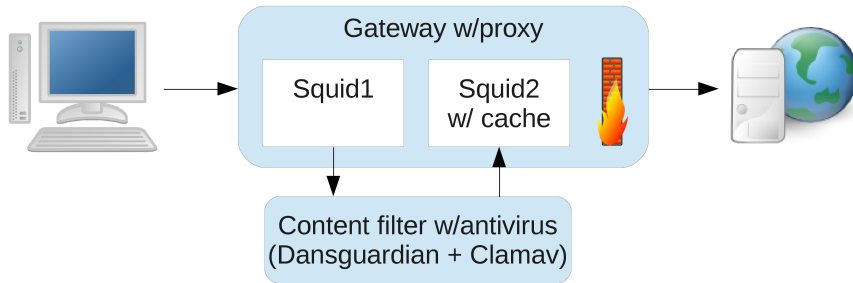 Gateway w/proxy
Squid1
Squid2
w/ cache
Content filter w/antivirus
(Dansguardian + Clamav)